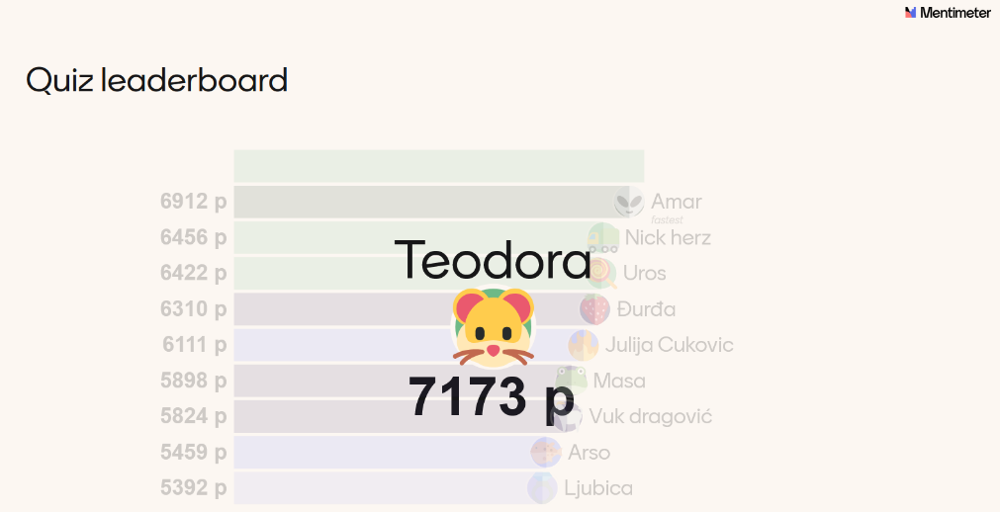 Mentimeter
Quiz leaderboard
6912 p Amar
fastest
6456 p Nick herz
Teodora
6422 p Uros
6310 p Đurđa
6111 p Julija Cukovic
5898 p Masa
7173 p
5824 p Vuk dragović
5459 p Arso
5392 p Ljubica